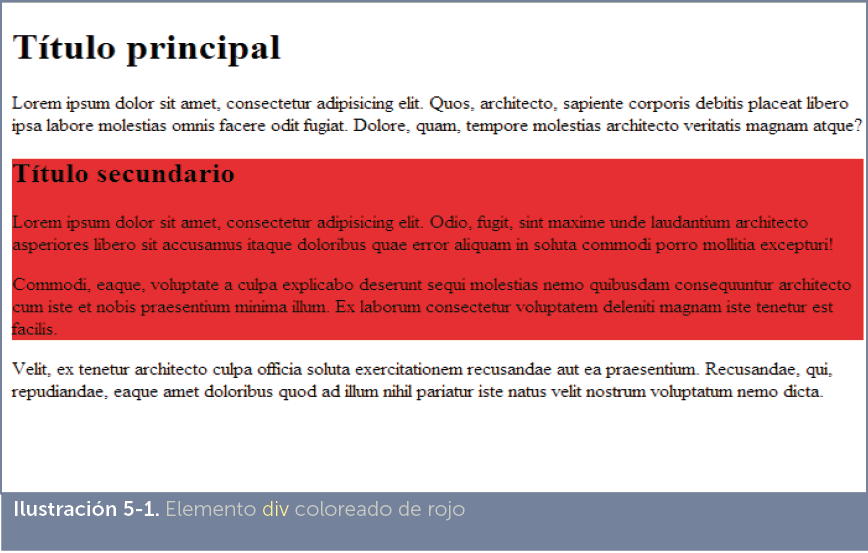 Título principal
Lorem ipsum dolor sit amet, consectetur adipisicing elit. Quos, architecto, sapiente corporis debitis placeat libero
ipsa labore molestias omnis facere odit fugiat. Dolore, quam, tempore molestias architecto veritatis magnam atque?
Título secundario
Lorem ipsum dolor sit amet, consectetur adipisicing elit. Odio, fugit, sint maxime unde laudantium architecto
asperiores libero sit accusamus itaque doloribus quae error aliquam in soluta commodi porro mollitia excepturi!
Commodi, eaque, voluptate a culpa explicabo deserunt sequi molestias nemo quibusdam consequuntur architecto
cum iste et nobis praesentium minima illum. Ex laborum consectetur voluptatem deleniti magnam iste tenetur est
facilis.
Velit, ex tenetur architecto culpa officia soluta exercitationem recusandae aut ea praesentium. Recusandae, qui,
repudiandae, eaque amet doloribus quod ad illum nihil pariatur iste natus velit nostrum voluptatum nemo dicta.
Ilustración 5-1. Elemento div coloreado de rojo